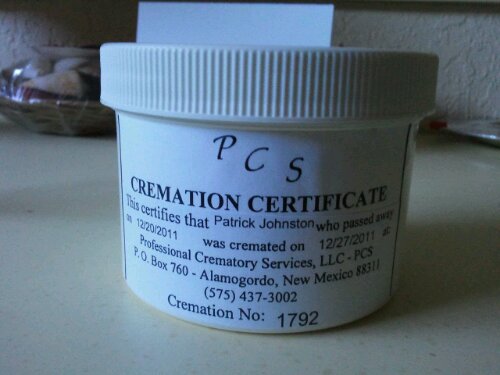 P C S
CREMATION CERTIFICATE
This certifies that Patrick Johnston who passed away
on 12/20/2011 was cremated on 12/27/2011 at:
Professional Crematory Services, LLC - PCS
P. O. Box 760 - Alamogordo, New Mexico 88311
(575) 437-3002
Cremation No: 1792